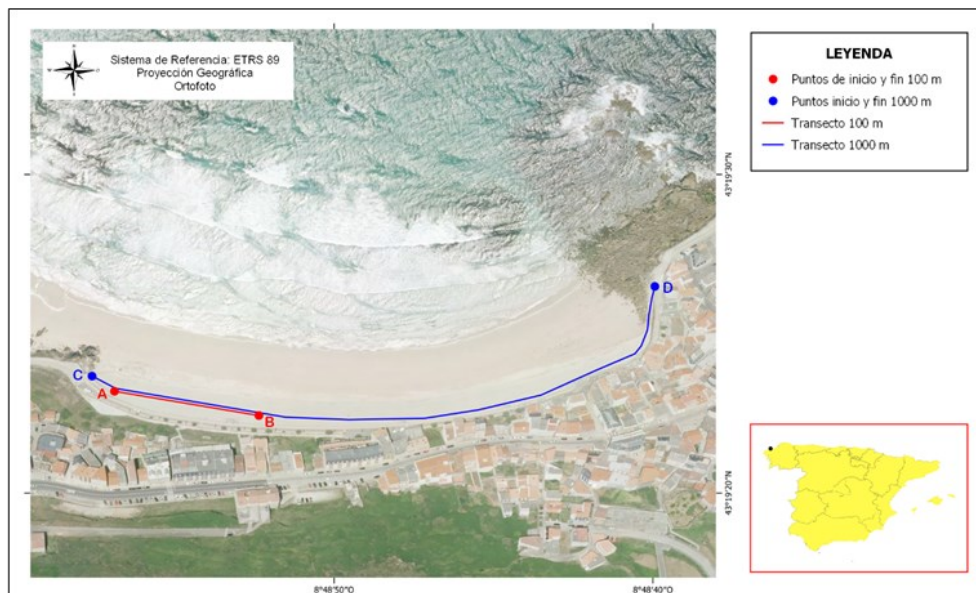 Sistema de Referencia: ETRS 89
Proyección Geográfica
Ortofoto
LEYENDA
Puntos de inicio y fin 100 m
Puntos inicio y fin 1000 m
Transecto 100 m
Transecto 1000 m
43°19'30"N
D
C
A
B
43°19'20"N
8°48'50"O
8°48'40"O